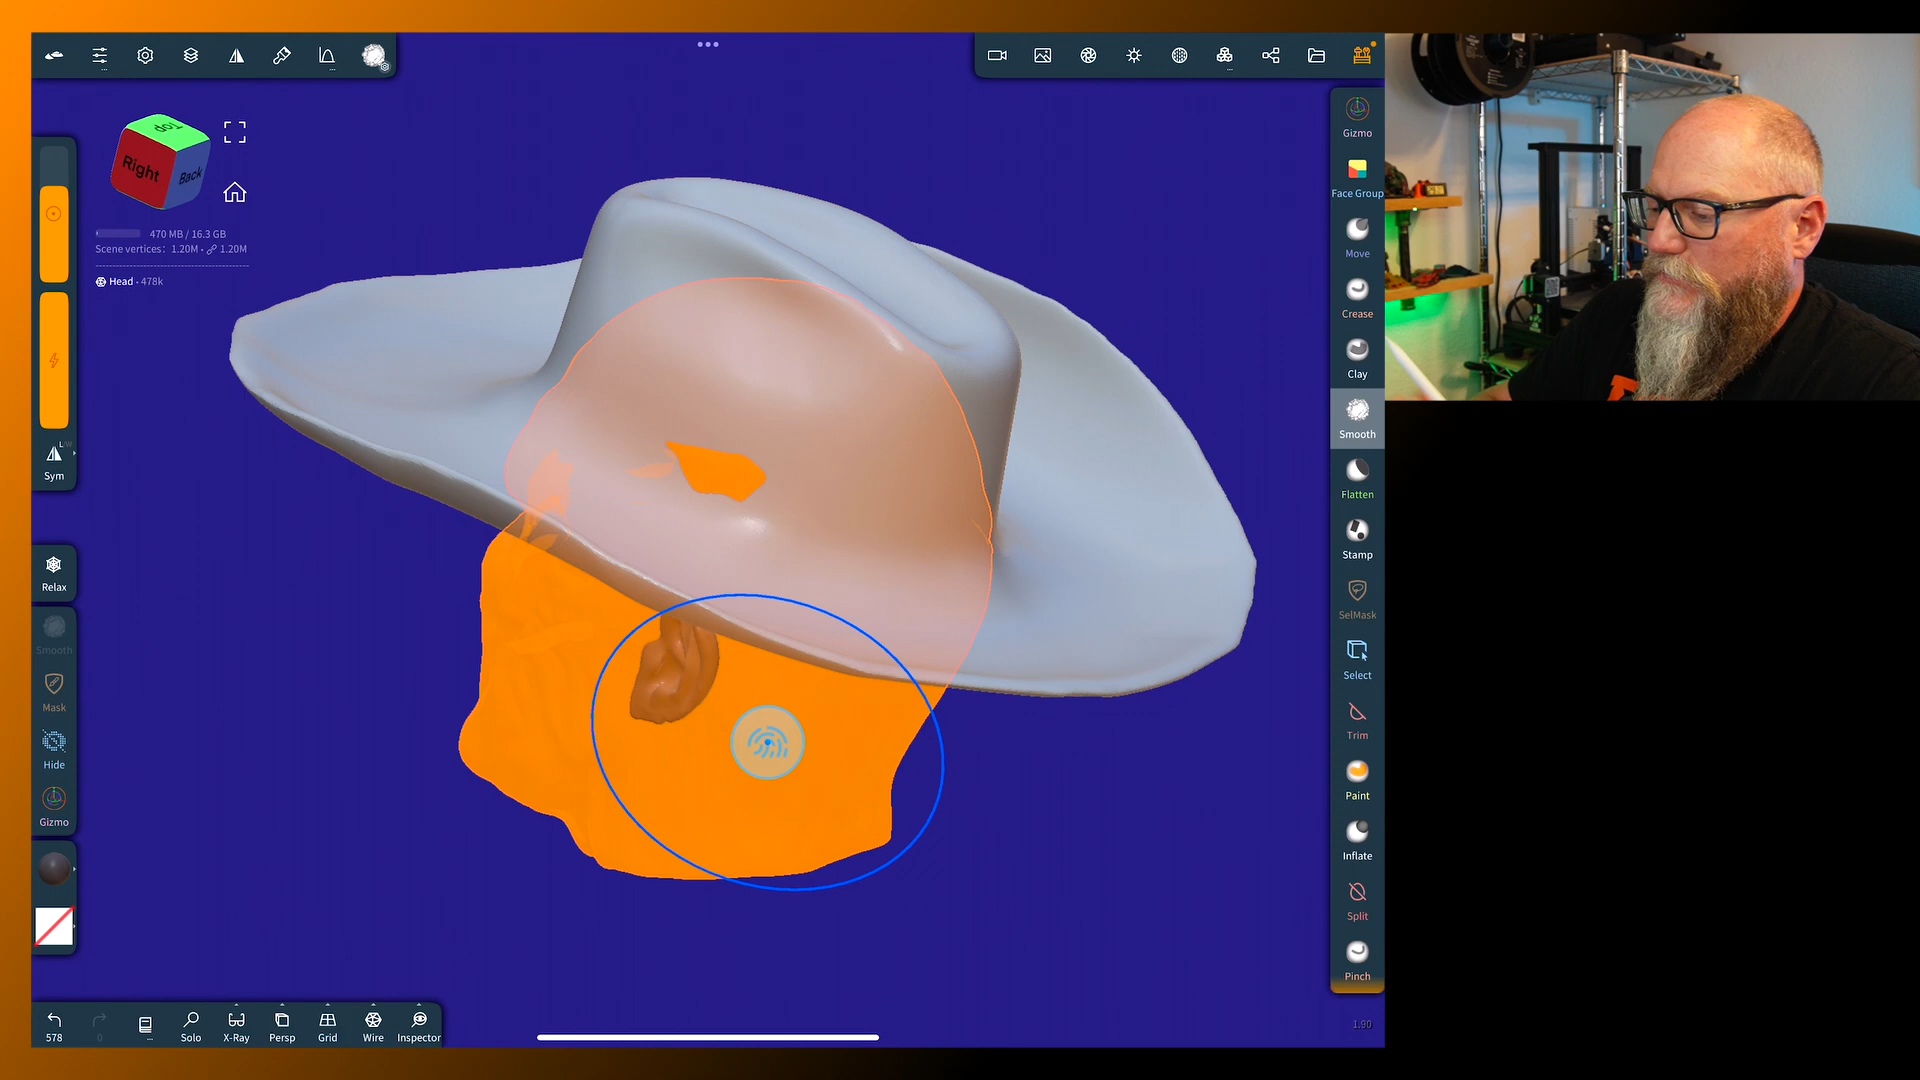 Top
Right
Back
470 MB / 16.3 GB
Scene vertices: 1.20M • 1.20M
Head - 478k
L/W
Sym
Relax
Smooth
Mask
Hide
Gizmo
578
0
Solo
X-Ray
Persp
Grid
Wire
Inspector
Gizmo
Face Group
Move
Crease
Clay
Smooth
Flatten
Stamp
SelMask
Select
Trim
Paint
Inflate
Split
Pinch
1.90